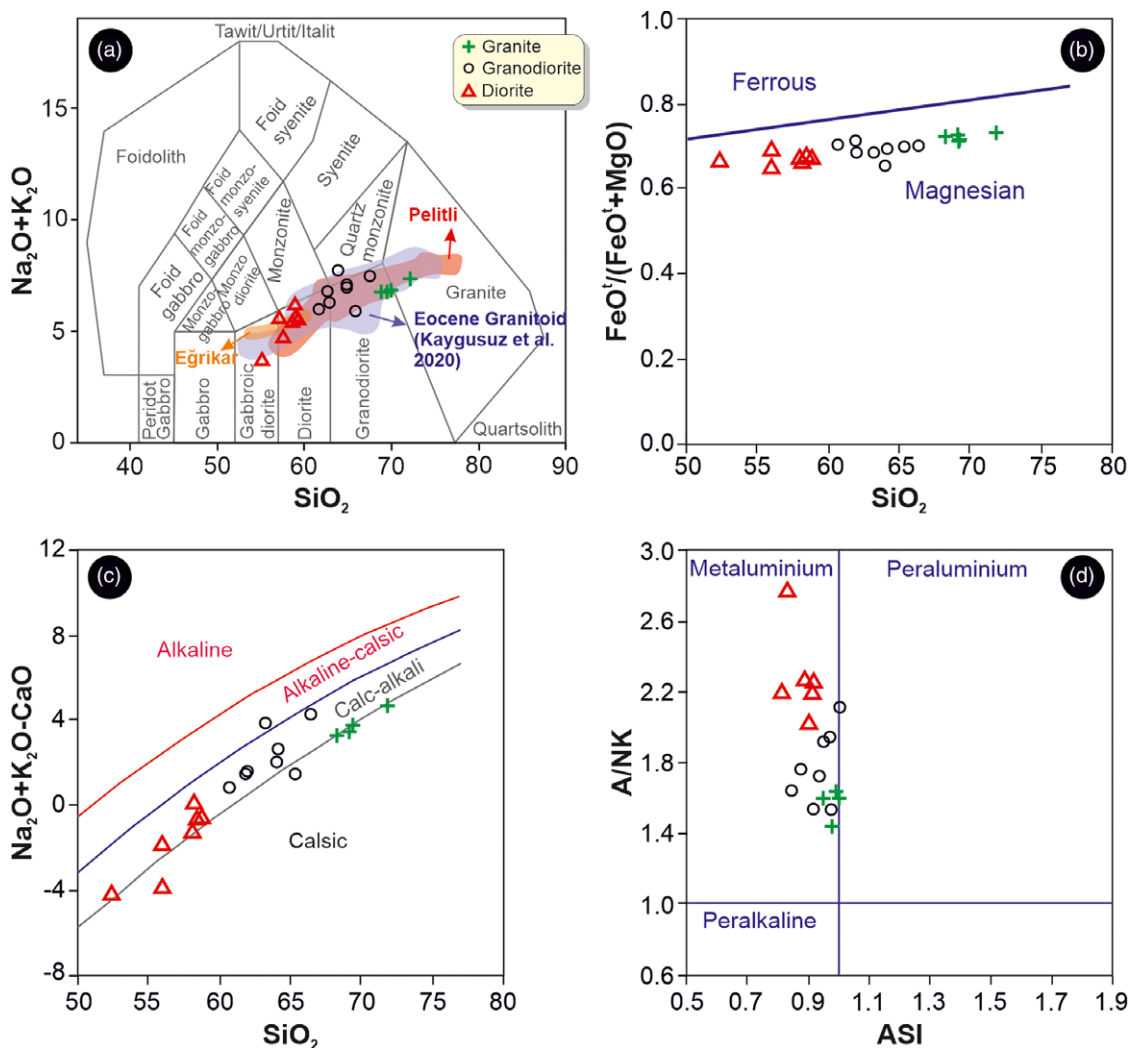 (a)
Tawit/Urtit/Italit
Granite
Granodiorite
Diorite
Foidolith
Foid
syenite
Syenite
Foid
monzo-
syenite
Foid
monzo-
gabbro
Foid
gabbro
Monzonite
Quartz
monzonite
Monzo
diorite
Monzo-
gabbro
Pelitli
Granite
Eocene Granitoid
(Kaygusuz et al.
2020)
Eğrikar
Peridot
Gabbro
Gabbro
Gabbroic
diorite
Diorite
Granodiorite
Quartsolith
Na₂O+K₂O
15
10
5
0
40 50 60 70 80 90
SiO₂
(b)
Ferrous
Magnesian
FeOᵗ/(FeOᵗ+MgO)
1.0
0.8
0.6
0.4
0.2
0.0
50 55 60 65 70 75 80
SiO₂
(c)
Alkaline
Alkaline-calsic
Calc-alkali
Calsic
Na₂O+K₂O-CaO
12
8
4
0
-4
-8
50 55 60 65 70 75 80
SiO₂
(d)
Metaluminium
Peraluminium
Peralkaline
A/NK
3.0
2.6
2.2
1.8
1.4
1.0
0.6
0.5 0.7 0.9 1.1 1.3 1.5 1.7 1.9
ASI